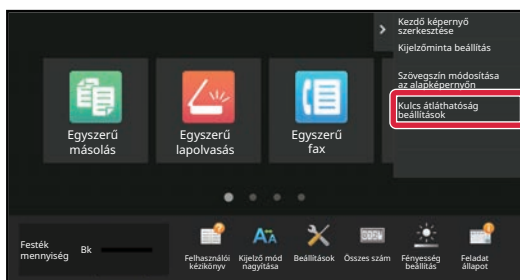 Kezdő képernyő
szerkesztése
Kijelzőminta beállítás
Szövegszín módosítása
az alapképernyőn
Kulcs átláthatóság
beállítások
Egyszerű
másolás
Egyszerű
lapolvasás
Egyszerű
fax
Festék
mennyiség
Bk
Felhasználói
kézikönyv
Kijelző mód
nagyítása
Beállítások
Összes szám
Fényesség
beállítás
Feladat
állapot